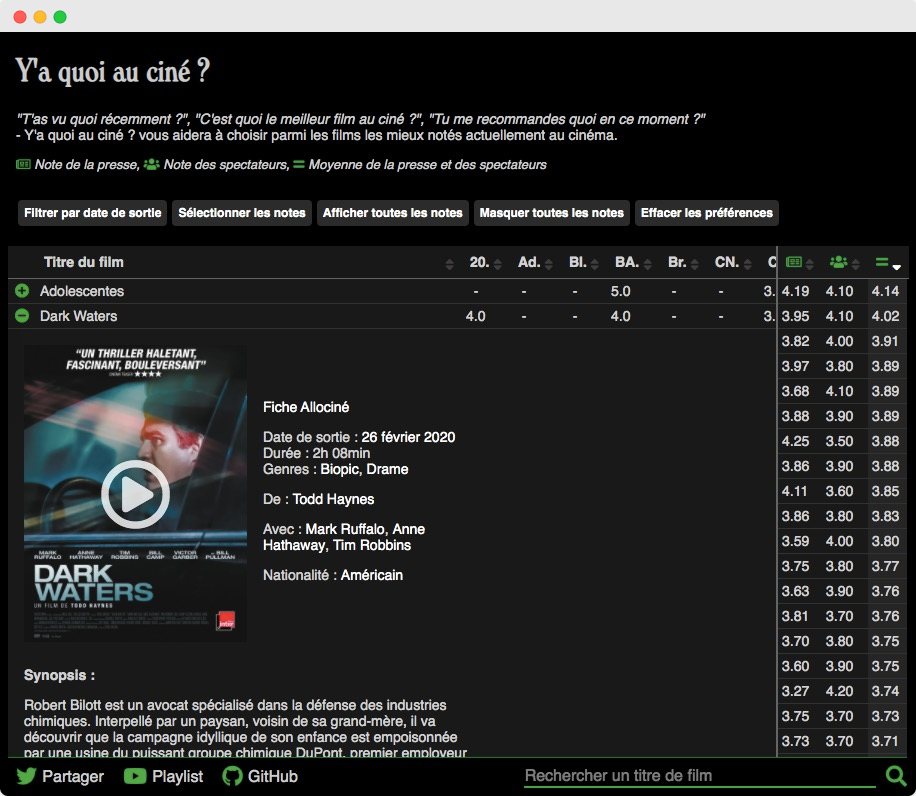 Y'a quoi au ciné ?
"T'as vu quoi récemment ?", "C'est quoi le meilleur film au ciné ?", "Tu me recommandes quoi en ce moment ?"
- Y'a quoi au ciné ? vous aidera à choisir parmi les films les mieux notés actuellement au cinéma.
Note de la presse, Note des spectateurs, Moyenne de la presse et des spectateurs
Filtrer par date de sortie Sélectionner les notes Afficher toutes les notes Masquer toutes les notes Effacer les préférences
Titre du film 20. Ad. Bl. BA. Br. CN. C
Adolescentes - - - 5.0 - - 3. 4.19 4.10 4.14
Dark Waters 4.0 - - 4.0 - - 3. 3.95 4.10 4.02
3.82 4.00 3.91
3.97 3.80 3.89
3.68 4.10 3.89
3.88 3.90 3.89
4.25 3.50 3.88
3.86 3.90 3.88
4.11 3.60 3.85
3.86 3.80 3.83
3.59 4.00 3.80
3.75 3.80 3.77
3.63 3.90 3.76
3.81 3.70 3.76
3.70 3.80 3.75
3.60 3.90 3.75
3.27 4.20 3.74
3.75 3.70 3.73
3.73 3.70 3.71
"UN THRILLER HALETANT,
FASCINANT, BOULEVERSANT"
MARK RUFFALO ANNE HATHAWAY TIM ROBBINS BILL CAMP VICTOR GARBER BILL PULLMAN
DARK
WATERS
UN FILM DE TODD HAYNES
inter
Fiche Allociné
Date de sortie : 26 février 2020
Durée : 2h 08min
Genres : Biopic, Drame
De : Todd Haynes
Avec : Mark Ruffalo, Anne
Hathaway, Tim Robbins
Nationalité : Américain
Synopsis :
Robert Bilott est un avocat spécialisé dans la défense des industries
chimiques. Interpellé par un paysan, voisin de sa grand-mère, il va
découvrir que la campagne idyllique de son enfance est empoisonnée
par une usine du puissant groupe chimique DuPont, premier employeur
Partager Playlist GitHub Rechercher un titre de film